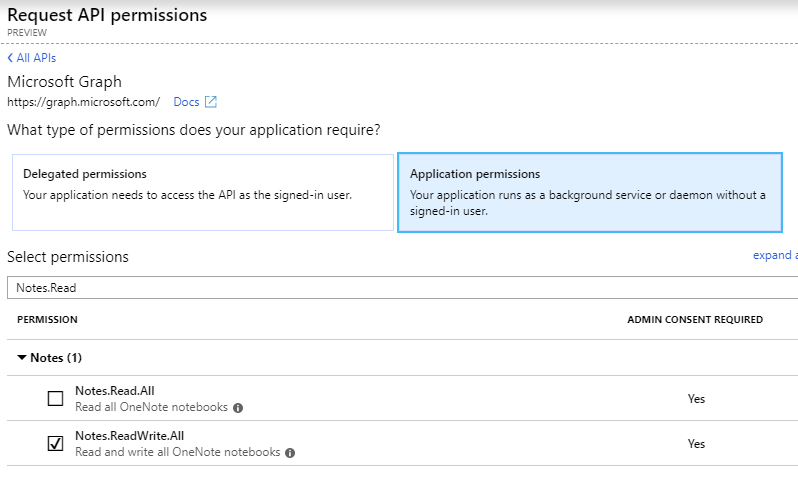 Request API permissions
PREVIEW
All APIs
Microsoft Graph
https://graph.microsoft.com/ Docs
What type of permissions does your application require?
Delegated permissions
Your application needs to access the API as the signed-in user.
Application permissions
Your application runs as a background service or daemon without a
signed-in user.
Select permissions
expand a
Notes.Read
PERMISSION ADMIN CONSENT REQUIRED
Notes (1)
Notes.Read.All
Read all OneNote notebooks
Yes
Notes.ReadWrite.All
Read and write all OneNote notebooks
Yes